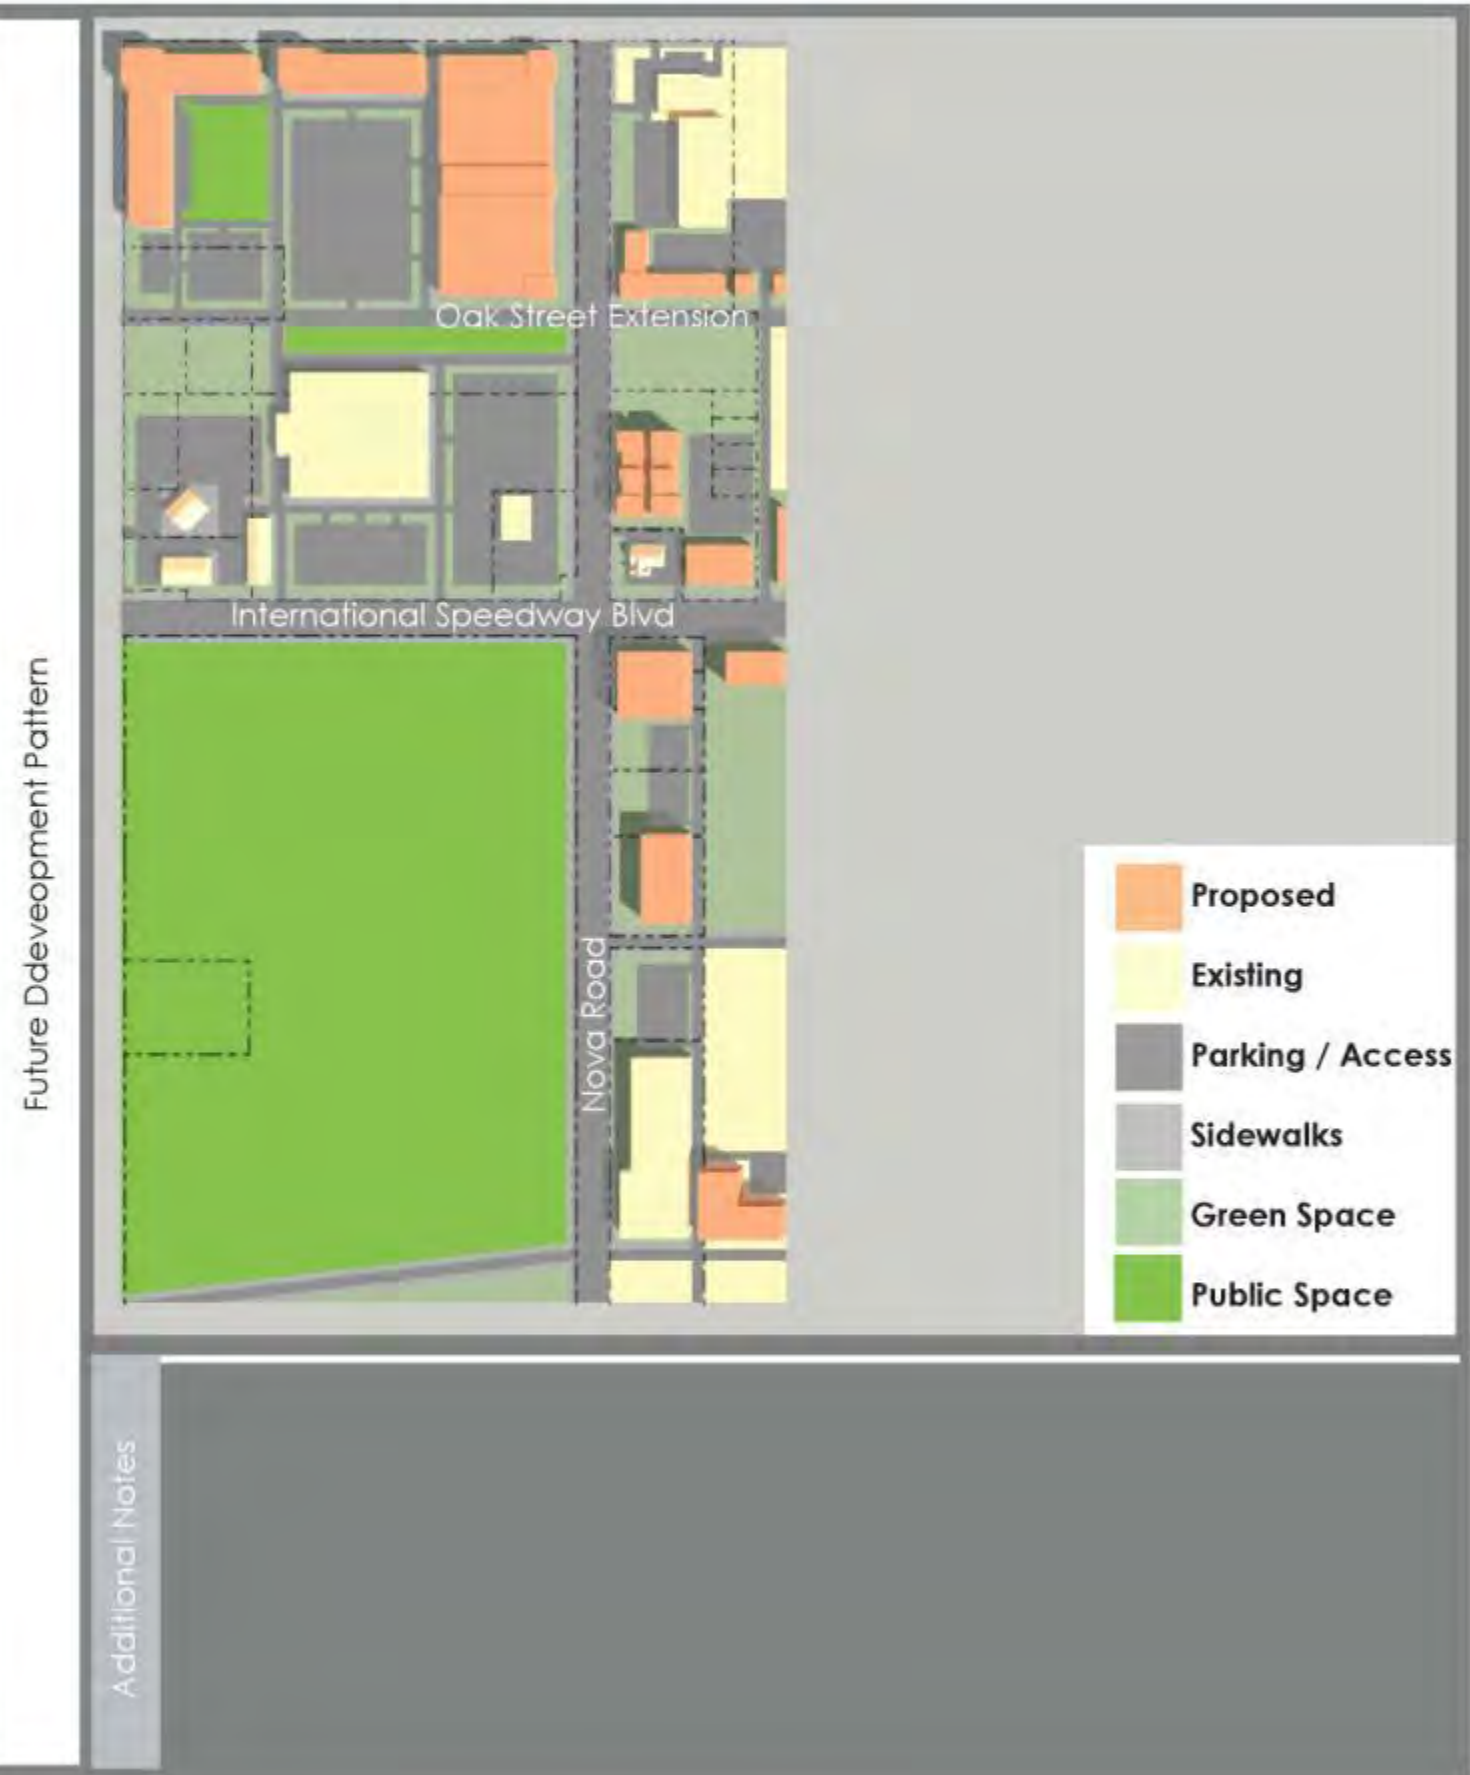 Future Ddeveopment Pattern
Oak Street Extension
International Speedway Blvd
Nova Road
Proposed
Existing
Parking / Access
Sidewalks
Green Space
Public Space
Additional Notes